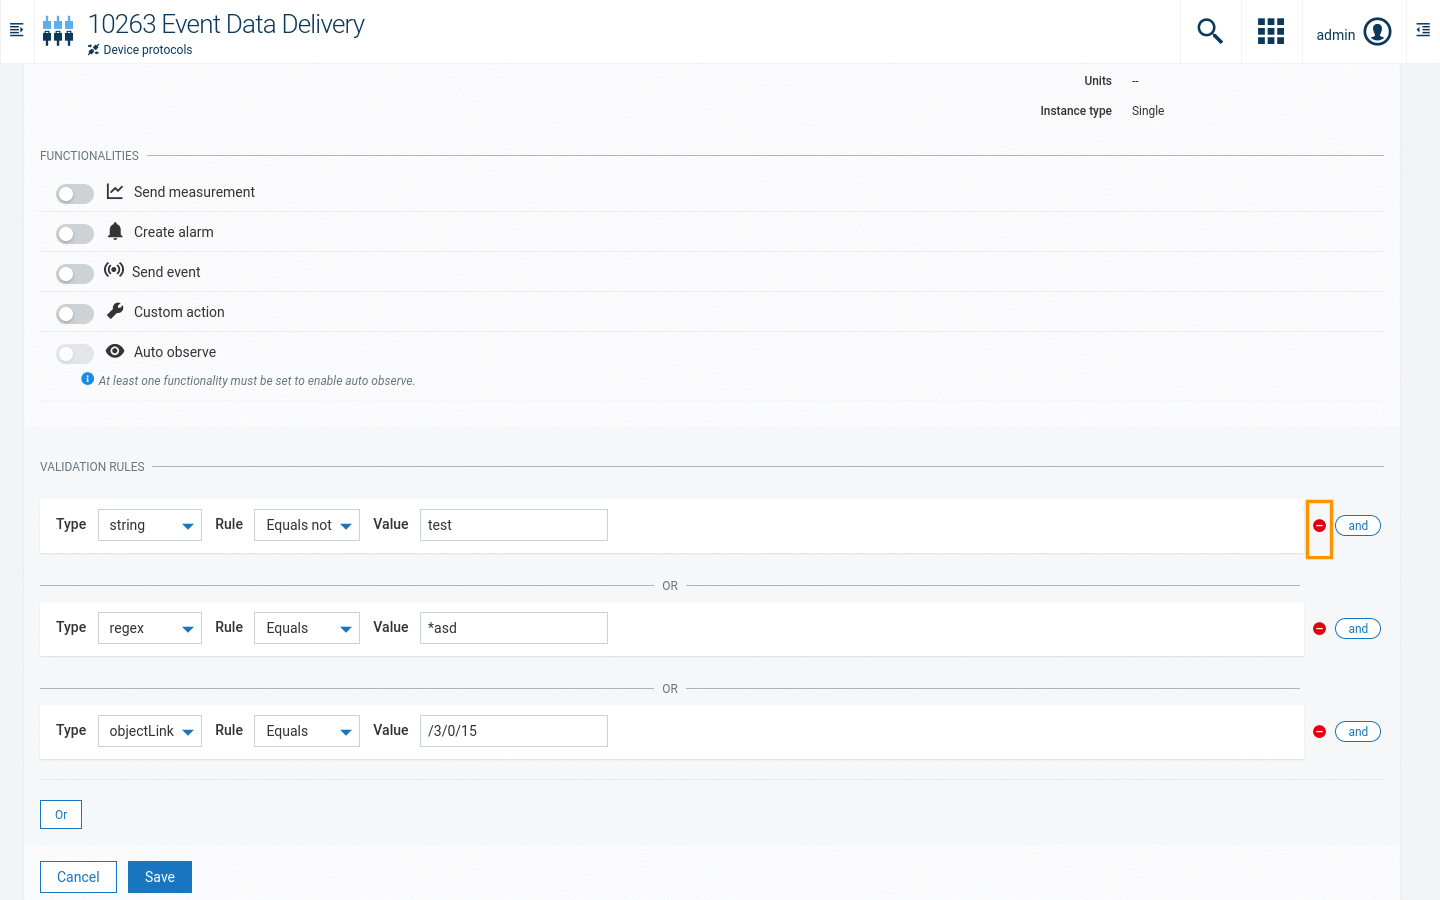 10263 Event Data Delivery
Device protocols
admin
Units --
Instance type Single
FUNCTIONALITIES
Send measurement
Create alarm
Send event
Custom action
Auto observe
At least one functionality must be set to enable auto observe.
VALIDATION RULES
Type string Rule Equals not Value test and
OR
Type regex Rule Equals Value *asd and
OR
Type objectLink Rule Equals Value /3/0/15 and
Or
Cancel Save